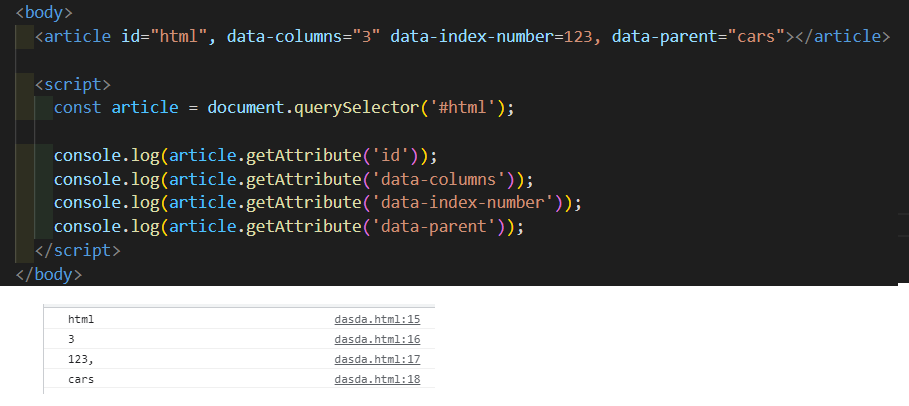 <body>
<article id="html", data-columns="3" data-index-number=123, data-parent="cars"></article>
<script>
const article = document.querySelector('#html');
console.log(article.getAttribute('id'));
console.log(article.getAttribute('data-columns'));
console.log(article.getAttribute('data-index-number'));
console.log(article.getAttribute('data-parent'));
</script>
</body>
html dasda.html:15
3 dasda.html:16
123, dasda.html:17
cars dasda.html:18